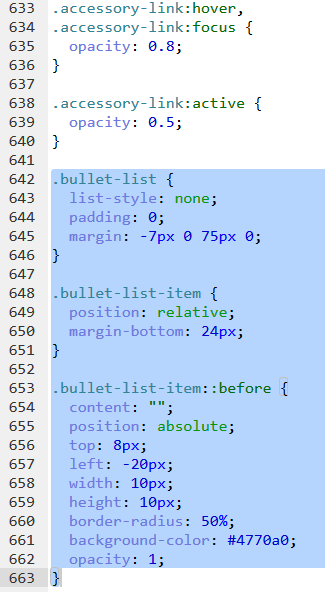 633 .accessory-link:hover,
634 .accessory-link:focus {
635   opacity: 0.8;
636 }
637
638 .accessory-link:active {
639   opacity: 0.5;
640 }
641
642 .bullet-list {
643   list-style: none;
644   padding: 0;
645   margin: -7px 0 75px 0;
646 }
647
648 .bullet-list-item {
649   position: relative;
650   margin-bottom: 24px;
651 }
652
653 .bullet-list-item::before {
654   content: "";
655   position: absolute;
656   top: 8px;
657   left: -20px;
658   width: 10px;
659   height: 10px;
660   border-radius: 50%;
661   background-color: #4770a0;
662   opacity: 1;
663 }